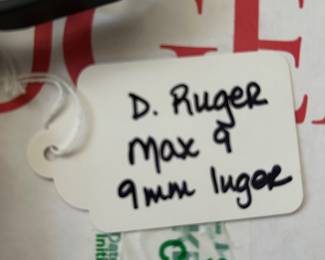 D. Ruger
Max 9
9mm luger